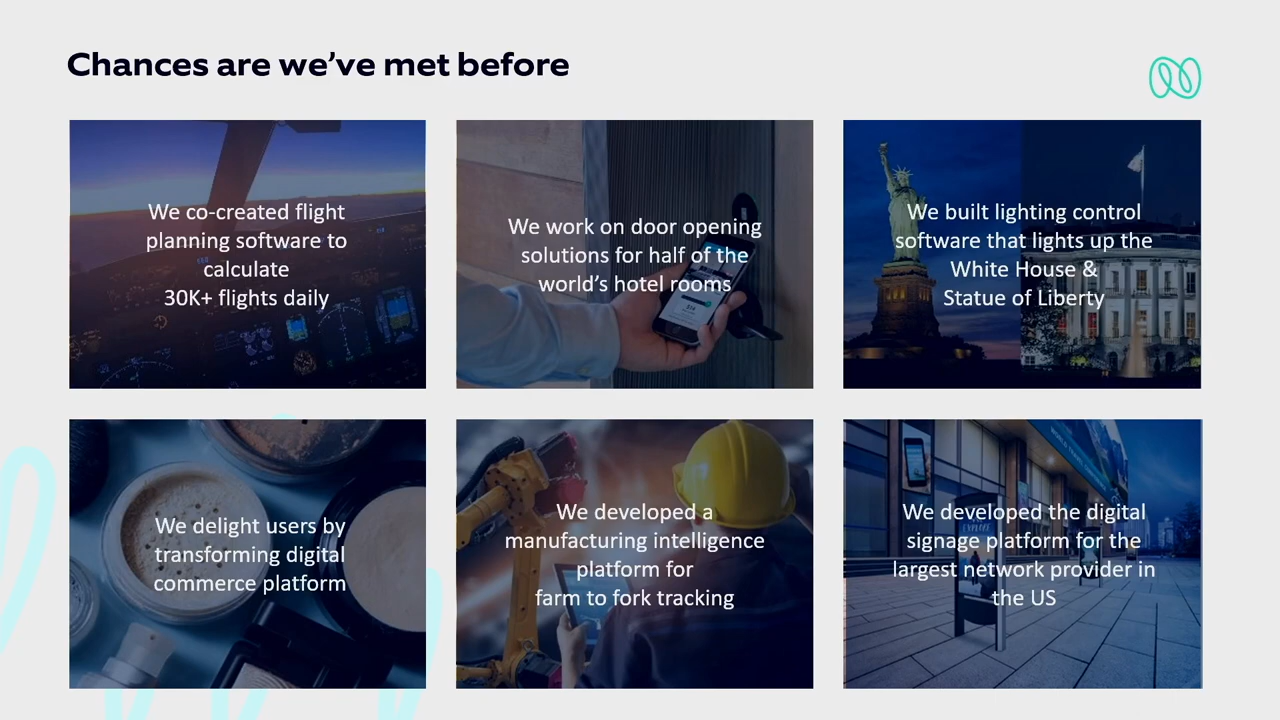 Chances are we’ve met before
We co-created flight
planning software to
calculate
30K+ flights daily
We work on door opening
solutions for half of the
world’s hotel rooms
We built lighting control
software that lights up the
White House &
Statue of Liberty
We delight users by
transforming digital
commerce platform
We developed a
manufacturing intelligence
platform for
farm to fork tracking
We developed the digital
signage platform for the
largest network provider in
the US